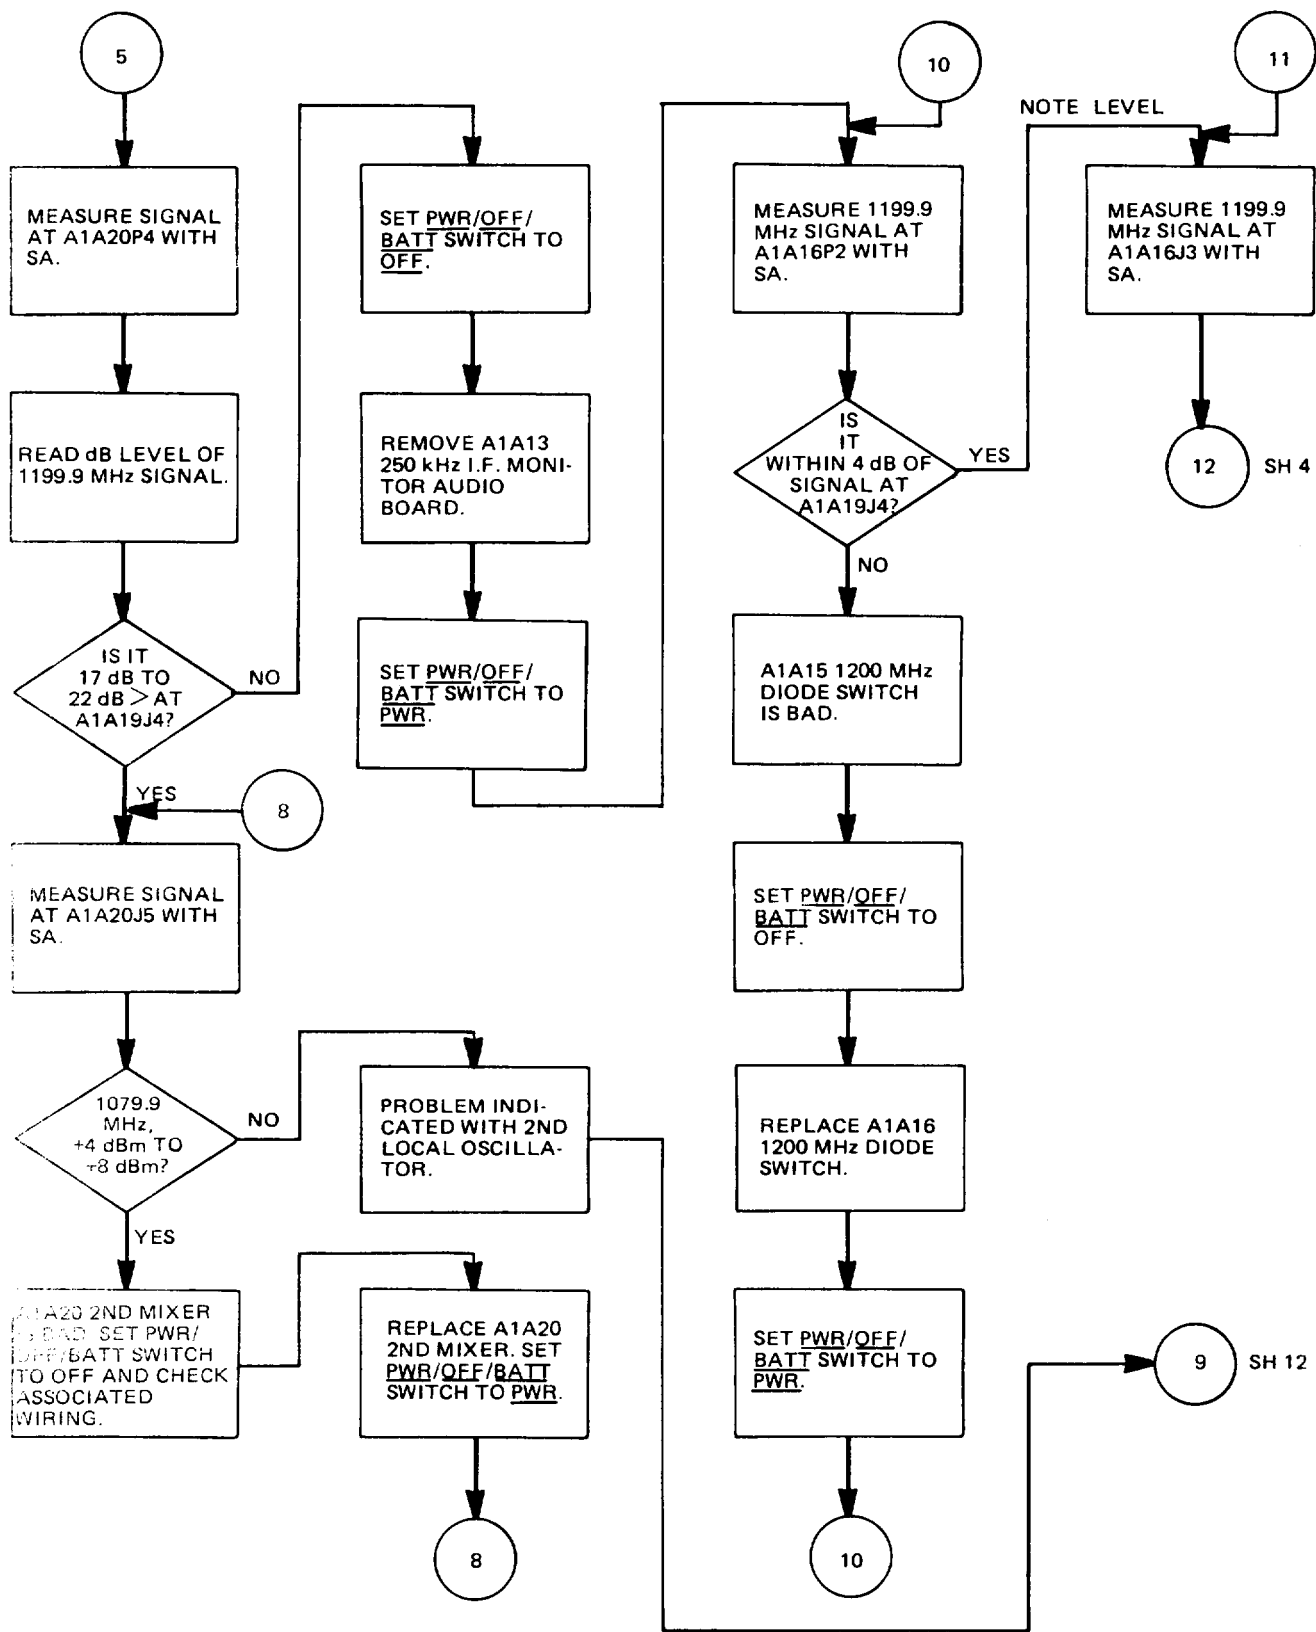 5
MEASURE SIGNAL
AT A1A20P4 WITH
SA.
READ dB LEVEL OF
1199.9 MHz SIGNAL.
IS IT
17 dB TO
22 dB > AT
A1A19J4?
NO
YES
8
MEASURE SIGNAL
AT A1A20J5 WITH
SA.
1079.9
MHz,
+4 dBm TO
+8 dBm?
NO
YES
A1A20 2ND MIXER
IS BAD. SET PWR/
OFF/BATT SWITCH
TO OFF AND CHECK
ASSOCIATED
WIRING.
SET PWR/OFF/
BATT SWITCH TO
OFF.
REMOVE A1A13
250 kHz I.F. MONI-
TOR AUDIO
BOARD.
SET PWR/OFF/
BATT SWITCH TO
PWR.
PROBLEM INDI-
CATED WITH 2ND
LOCAL OSCILLA-
TOR.
REPLACE A1A20
2ND MIXER. SET
PWR/OFF/BATT
SWITCH TO PWR.
8
10
MEASURE 1199.9
MHz SIGNAL AT
A1A16P2 WITH
SA.
IS
IT
WITHIN 4 dB OF
SIGNAL AT
A1A19J4?
YES
NO
A1A15 1200 MHz
DIODE SWITCH
IS BAD.
SET PWR/OFF/
BATT SWITCH TO
OFF.
REPLACE A1A16
1200 MHz DIODE
SWITCH.
SET PWR/OFF/
BATT SWITCH TO
PWR.
10
11
NOTE LEVEL
MEASURE 1199.9
MHz SIGNAL AT
A1A16J3 WITH
SA.
12 SH 4
9 SH 12